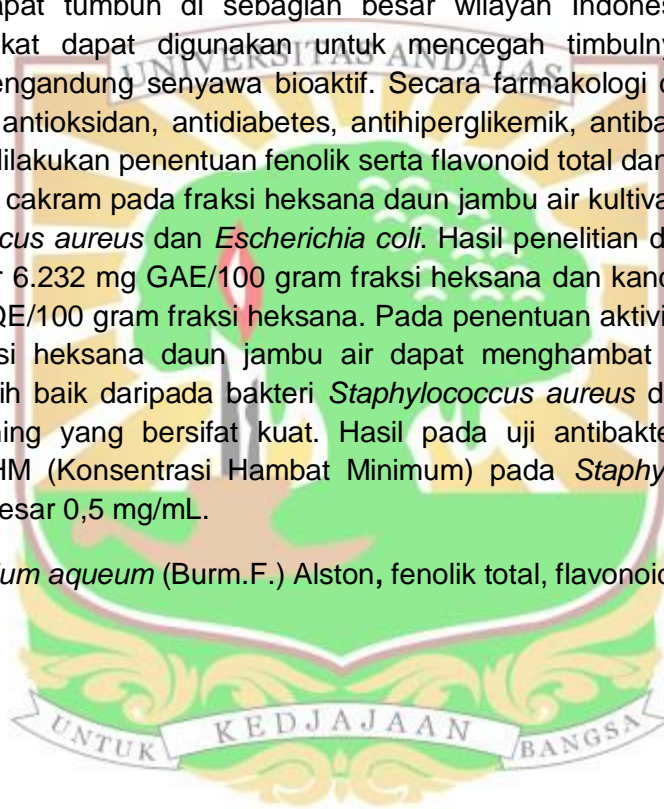 apat tumbuh di sebagian besar wilayah Indones
kat dapat digunakan untuk mencegah timbulny
UNIVERSITAS ANDALAS
engandung senyawa bioaktif. Secara farmakologi
antioksidan, antidiabetes, antihiperglikemik, antiba
dilakukan penentuan fenolik serta flavonoid total dan
cakram pada fraksi heksana daun jambu air kultiva
cus aureus dan Escherichia coli. Hasil penelitian d
6.232 mg GAE/100 gram fraksi heksana dan kand
QE/100 gram fraksi heksana. Pada penentuan aktivi
si heksana daun jambu air dapat menghambat
ih baik daripada bakteri Staphylococcus aureus d
ning yang bersifat kuat. Hasil pada uji antibakte
HM (Konsentrasi Hambat Minimum) pada Staphy
esar 0,5 mg/mL.
ium aqueum (Burm.F.) Alston, fenolik total, flavonoid
UNTUK KEDJAJAAN BANGSA